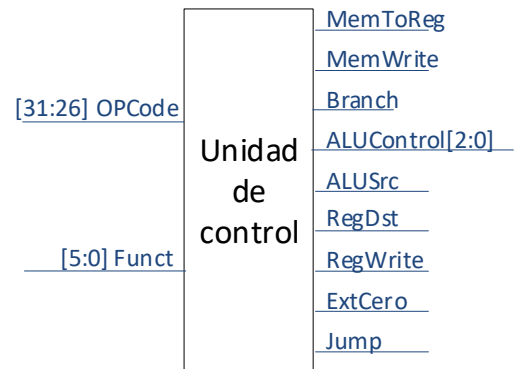 MemToReg
MemWrite
[31:26] OPCode
Branch
ALUControl[2:0]
Unidad
de
control
ALUSrc
RegDst
[5:0] Funct
RegWrite
ExtCero
Jump